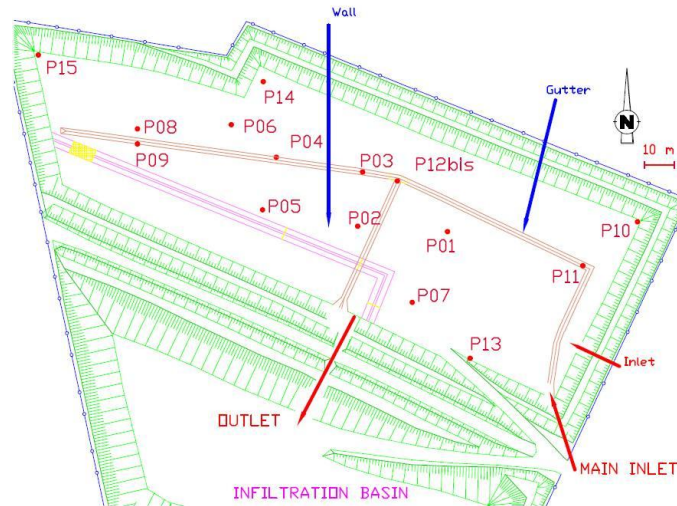 Wall
P15
P14
Gutter
N
10 m
P08
P06
P09
P04
P03
P12bis
P05
P02
P01
P10
P11
P07
P13
Inlet
OUTLET
MAIN INLET
INFILTRATION BASIN